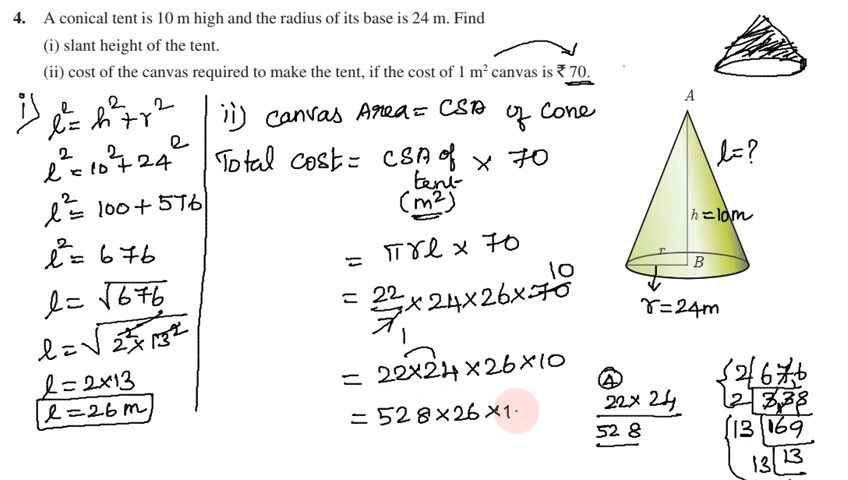 4. A conical tent is 10 m high and the radius of its base is 24 m. Find
(i) slant height of the tent.
(ii) cost of the canvas required to make the tent, if the cost of 1 m² canvas is ₹ 70.
i) l² = h² + r²
l² = 10² + 24²
l² = 100 + 576
l² = 676
l = √676
l = √2² × 13²
l = 2 × 13
l = 26 m
ii) Canvas Area = CSA of Cone
Total cost = CSA of tent (m²) × 70
= πrl × 70
= 22/7 × 24 × 26 × 70
1
10
= 22 × 24 × 26 × 10
= 528 × 26 × 1
A
l = ?
h = 10m
r
B
r = 24m
A
22 × 24
528
2 | 676
2 | 338
13 | 169
13 | 13